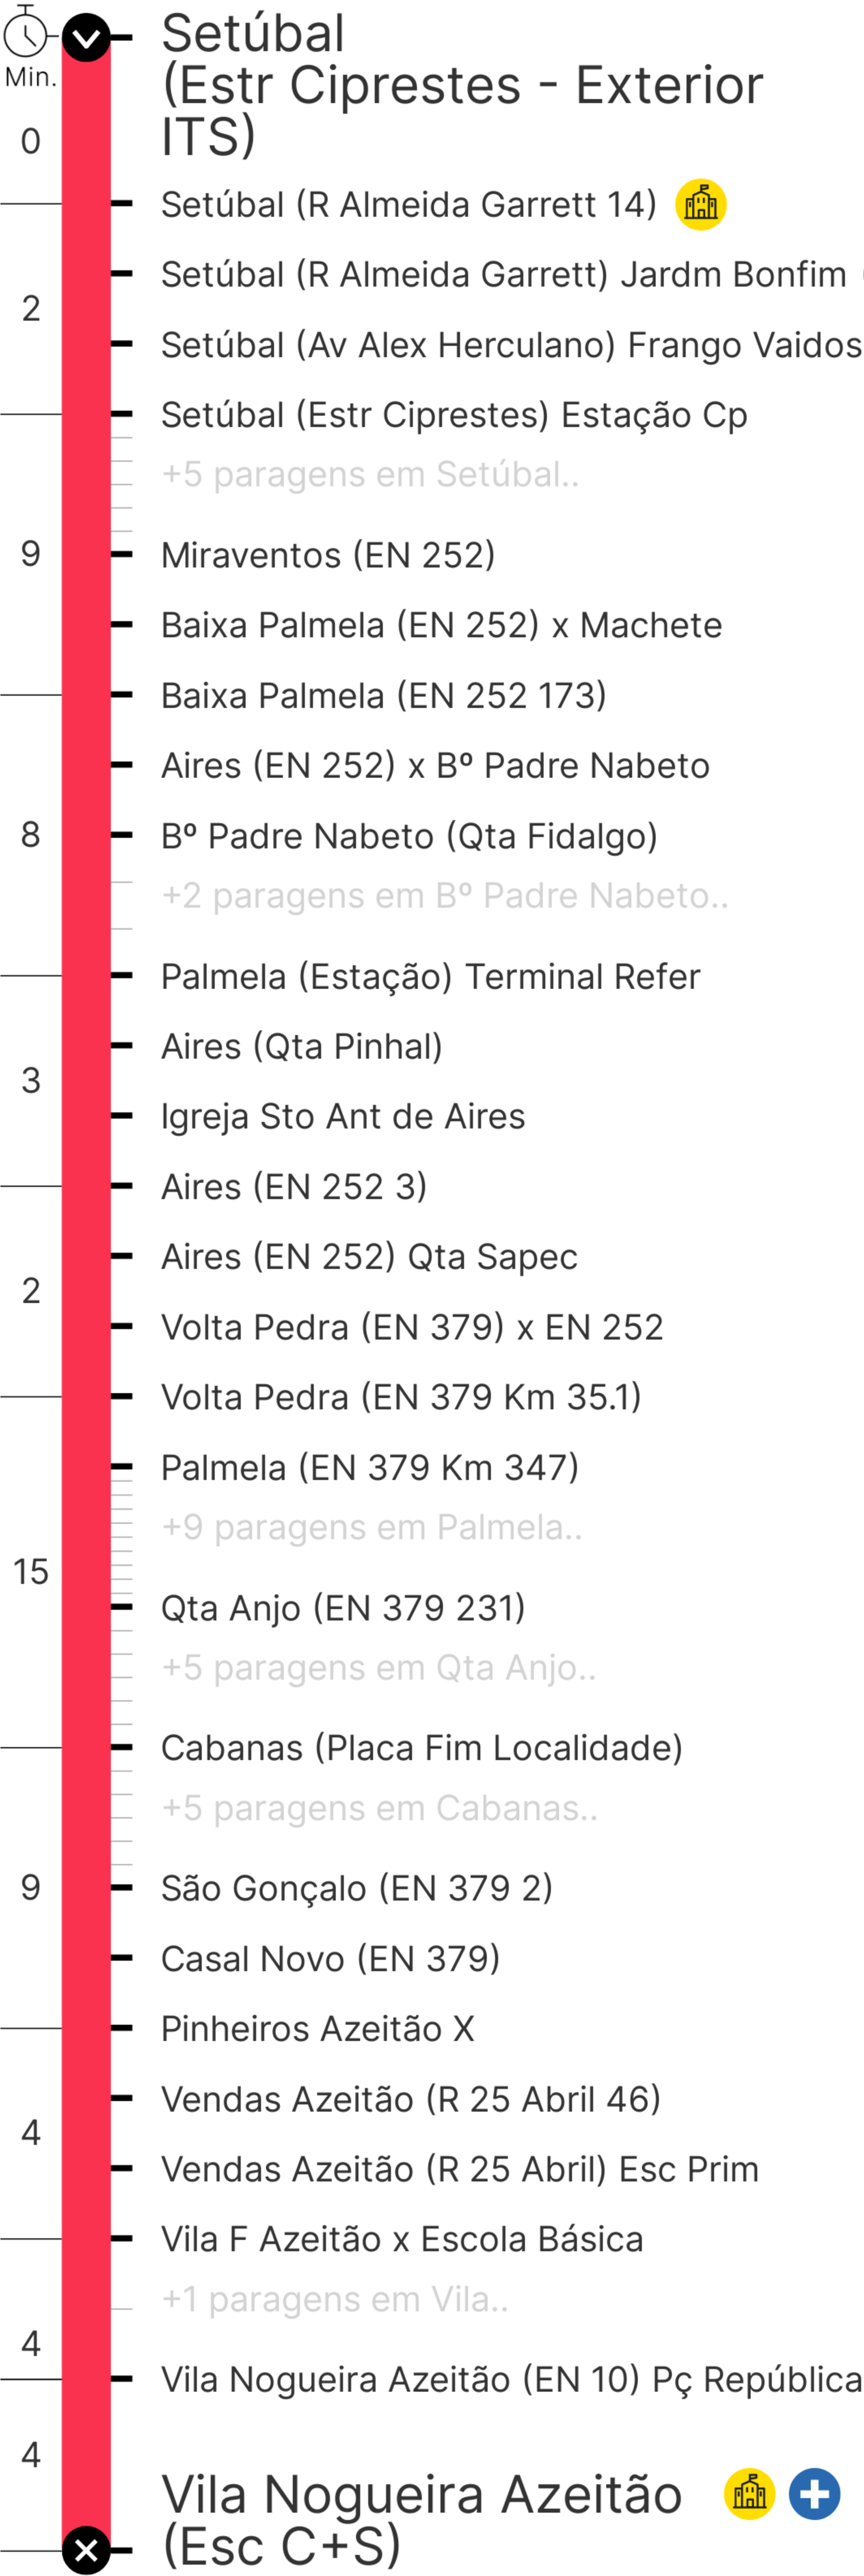 Min.
Setúbal
(Estr Ciprestes - Exterior
ITS)
0
Setúbal (R Almeida Garrett 14)
Setúbal (R Almeida Garrett) Jardm Bonfim
2
Setúbal (Av Alex Herculano) Frango Vaidos
Setúbal (Estr Ciprestes) Estação Cp
+5 paragens em Setúbal..
9
Miraventos (EN 252)
Baixa Palmela (EN 252) x Machete
Baixa Palmela (EN 252 173)
Aires (EN 252) x Bº Padre Nabeto
8
Bº Padre Nabeto (Qta Fidalgo)
+2 paragens em Bº Padre Nabeto..
Palmela (Estação) Terminal Refer
Aires (Qta Pinhal)
3
Igreja Sto Ant de Aires
Aires (EN 252 3)
Aires (EN 252) Qta Sapec
2
Volta Pedra (EN 379) x EN 252
Volta Pedra (EN 379 Km 35.1)
Palmela (EN 379 Km 347)
+9 paragens em Palmela..
15
Qta Anjo (EN 379 231)
+5 paragens em Qta Anjo..
Cabanas (Placa Fim Localidade)
+5 paragens em Cabanas..
9
São Gonçalo (EN 379 2)
Casal Novo (EN 379)
Pinheiros Azeitão X
Vendas Azeitão (R 25 Abril 46)
4
Vendas Azeitão (R 25 Abril) Esc Prim
Vila F Azeitão x Escola Básica
+1 paragens em Vila..
4
Vila Nogueira Azeitão (EN 10) Pç República
4
Vila Nogueira Azeitão
(Esc C+S)